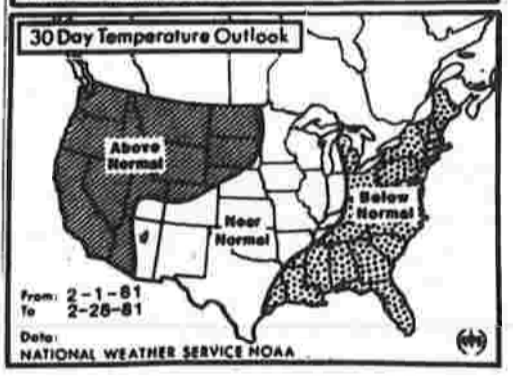 30 Day Temperature Outlook
Above
Normal
Below
Normal
Near
Normal
From: 2-1-81
To 2-28-81
Data:
NATIONAL WEATHER SERVICE NOAA